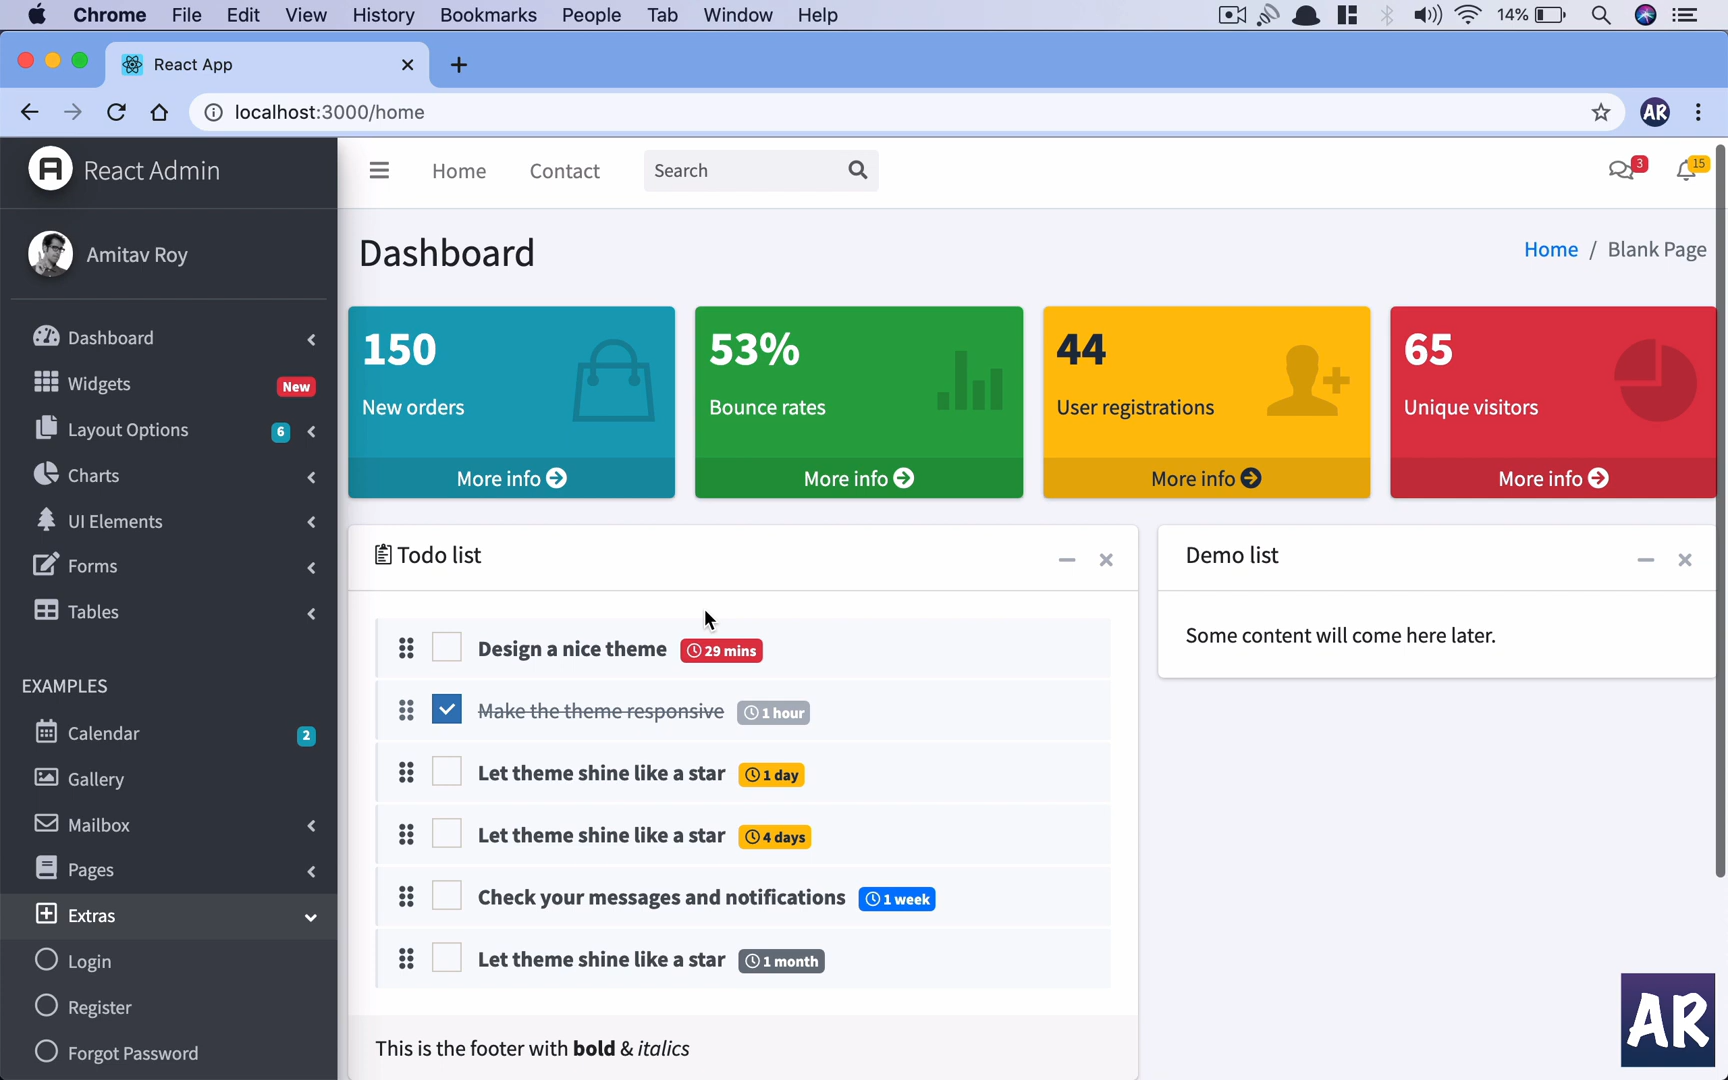 Chrome File Edit View History Bookmarks People Tab Window Help 14%
React App
localhost:3000/home AR
React Admin Home Contact Search 3 15
Amitav Roy
Dashboard
Home / Blank Page
Dashboard
Widgets New
Layout Options 6
Charts
UI Elements
Forms
Tables
EXAMPLES
Calendar 2
Gallery
Mailbox
Pages
Extras
Login
Register
Forgot Password
150
New orders
More info
53%
Bounce rates
More info
44
User registrations
More info
65
Unique visitors
More info
Todo list
Design a nice theme 29 mins
Make the theme responsive 1 hour
Let theme shine like a star 1 day
Let theme shine like a star 4 days
Check your messages and notifications 1 week
Let theme shine like a star 1 month
This is the footer with bold & italics
Demo list
Some content will come here later.
AR